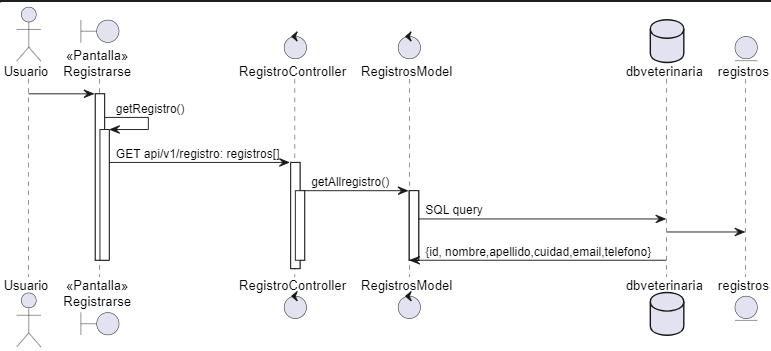 «Pantalla»
Usuario Registrarse RegistroController RegistrosModel dbveterinaria registros
getRegistro()
GET api/v1/registro: registros[]
getAllregistro()
SQL query
{id, nombre,apellido,cuidad,email,telefono}
Usuario «Pantalla» RegistroController RegistrosModel dbveterinaria registros
Registrarse